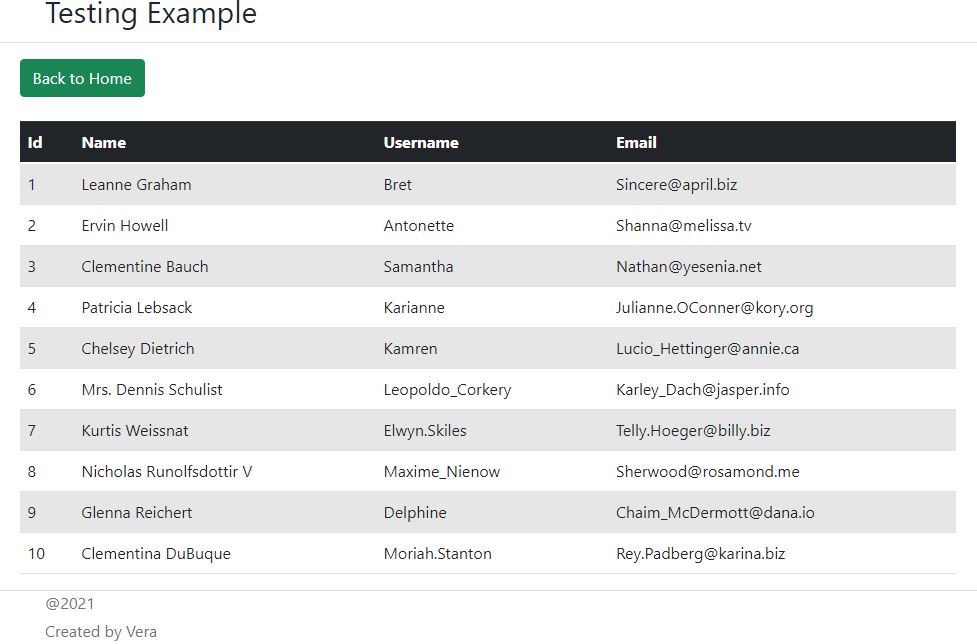 Testing Example
Back to Home
Id Name Username Email
1 Leanne Graham Bret Sincere@april.biz
2 Ervin Howell Antonette Shanna@melissa.tv
3 Clementine Bauch Samantha Nathan@yesenia.net
4 Patricia Lebsack Karianne Julianne.OConner@kory.org
5 Chelsey Dietrich Kamren Lucio_Hettinger@annie.ca
6 Mrs. Dennis Schulist Leopoldo_Corkery Karley_Dach@jasper.info
7 Kurtis Weissnat Elwyn.Skiles Telly.Hoeger@billy.biz
8 Nicholas Runolfsdottir V Maxime_Nienow Sherwood@rosamond.me
9 Glenna Reichert Delphine Chaim_McDermott@dana.io
10 Clementina DuBuque Moriah.Stanton Rey.Padberg@karina.biz
@2021
Created by Vera